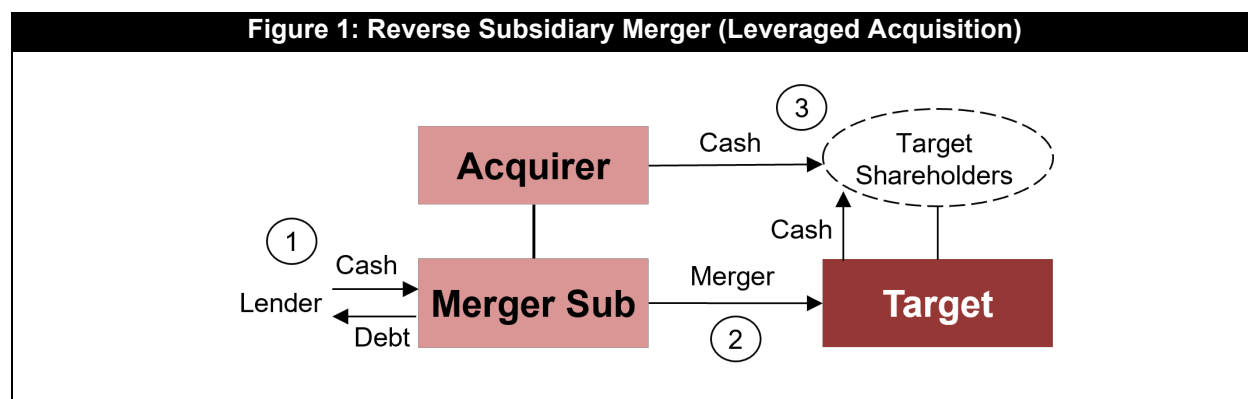 Figure 1: Reverse Subsidiary Merger (Leveraged Acquisition)
3
Acquirer
Cash
Target
Shareholders
1
Cash
Lender
Debt
Merger Sub
Merger
2
Cash
Target